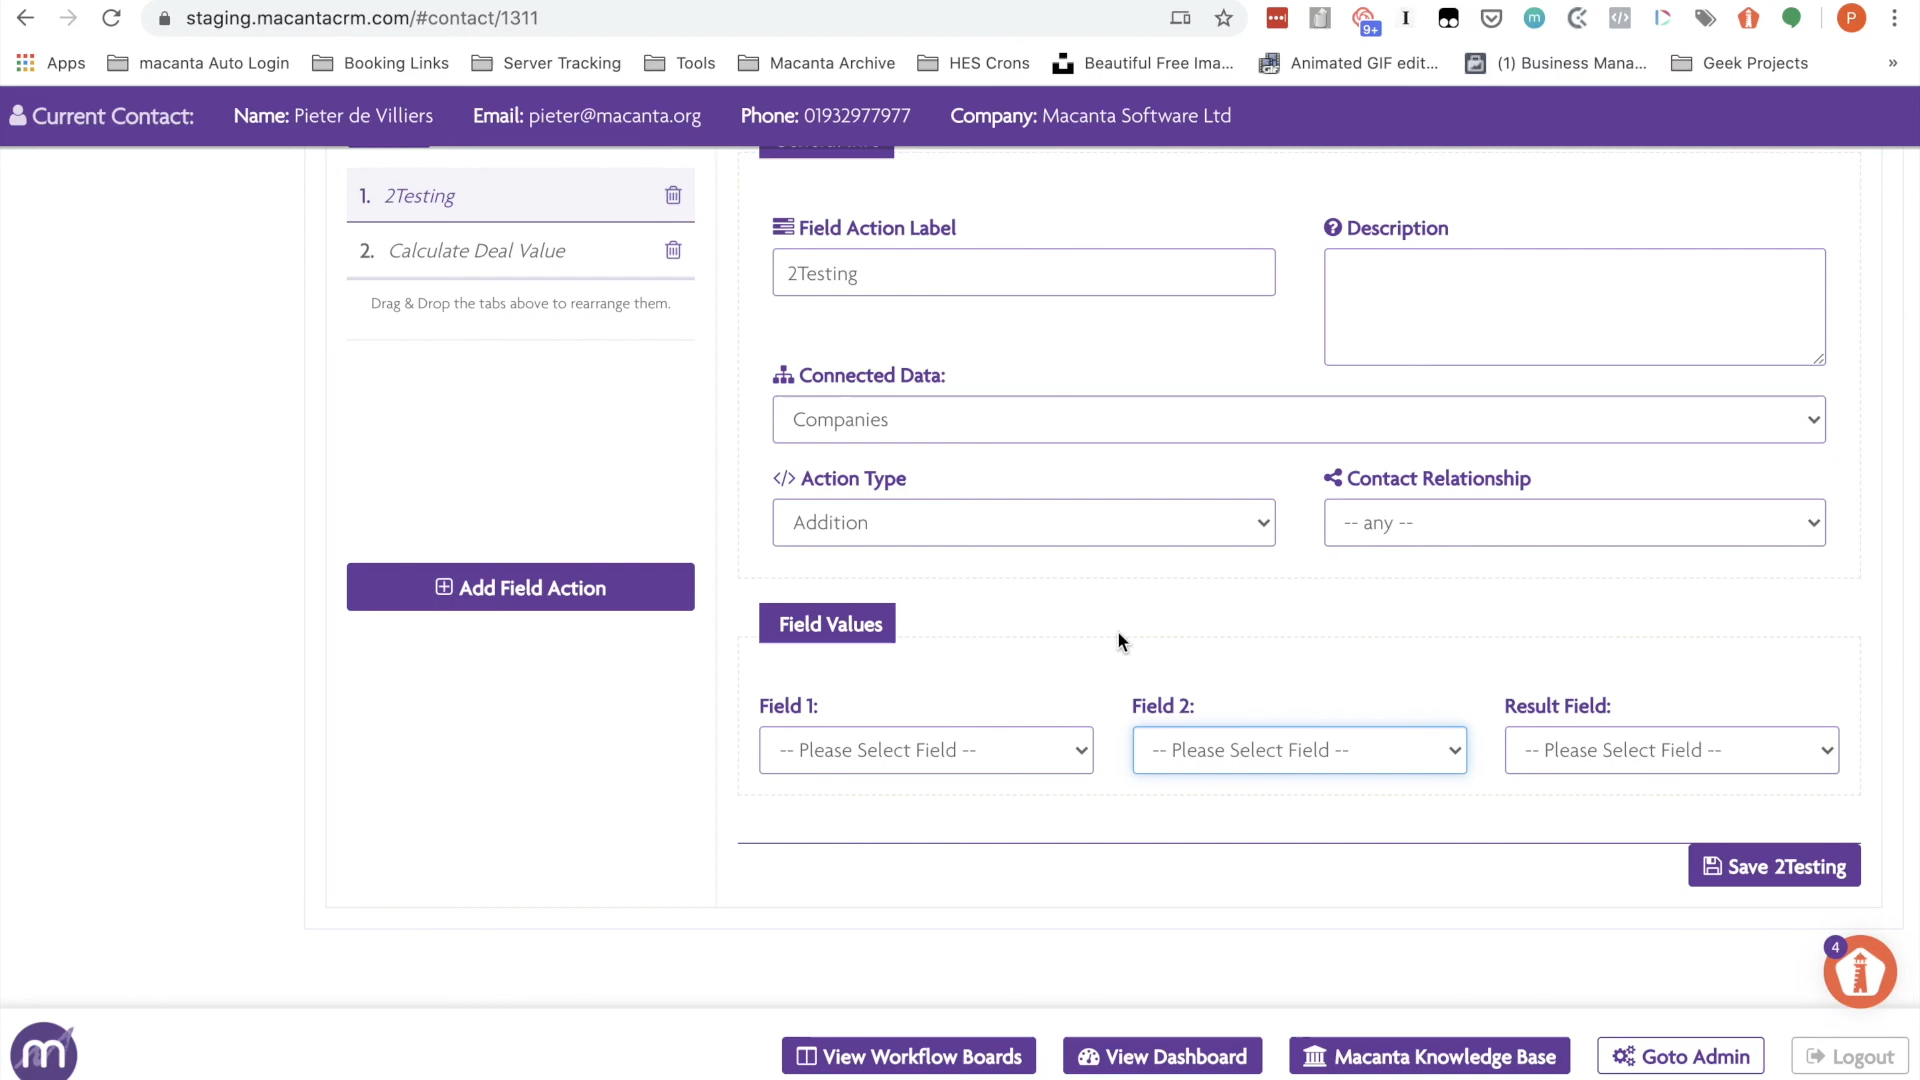 staging.macantacrm.com/#contact/1311
9+
P
Apps macanta Auto Login Booking Links Server Tracking Tools Macanta Archive HES Crons Beautiful Free Ima... Animated GIF edit... (1) Business Mana... Geek Projects »
Current Contact: Name: Pieter de Villiers Email: pieter@macanta.org Phone: 01932977977 Company: Macanta Software Ltd
1. 2Testing
2. Calculate Deal Value
Drag & Drop the tabs above to rearrange them.
Add Field Action
Field Action Label
2Testing
Description
Connected Data:
Companies
Action Type
Addition
Contact Relationship
-- any --
Field Values
Field 1:
-- Please Select Field --
Field 2:
-- Please Select Field --
Result Field:
-- Please Select Field --
Save 2Testing
4
m
View Workflow Boards
View Dashboard
Macanta Knowledge Base
Goto Admin
Logout